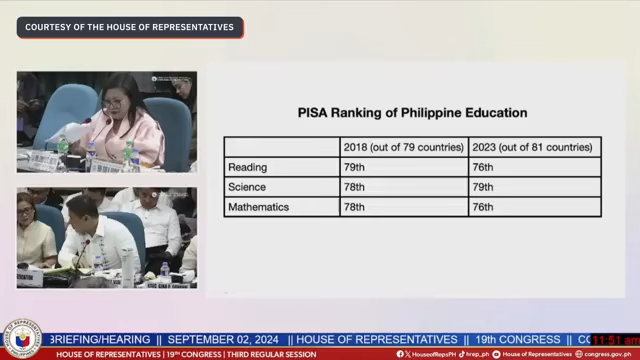 COURTESY OF THE HOUSE OF REPRESENTATIVES
PISA Ranking of Philippine Education
2018 (out of 79 countries) 2023 (out of 81 countries)
Reading 79th 76th
Science 78th 79th
Mathematics 78th 76th
BRIEFING/HEARING || SEPTEMBER 02, 2024 || HOUSE OF REPRESENTATIVES || 19th CONGRESS ||
11:51 am
HOUSE OF REPRESENTATIVES | 19TH CONGRESS | THIRD REGULAR SESSION
HouseofRepsPH hrep_ph House of Representatives congress.gov.ph